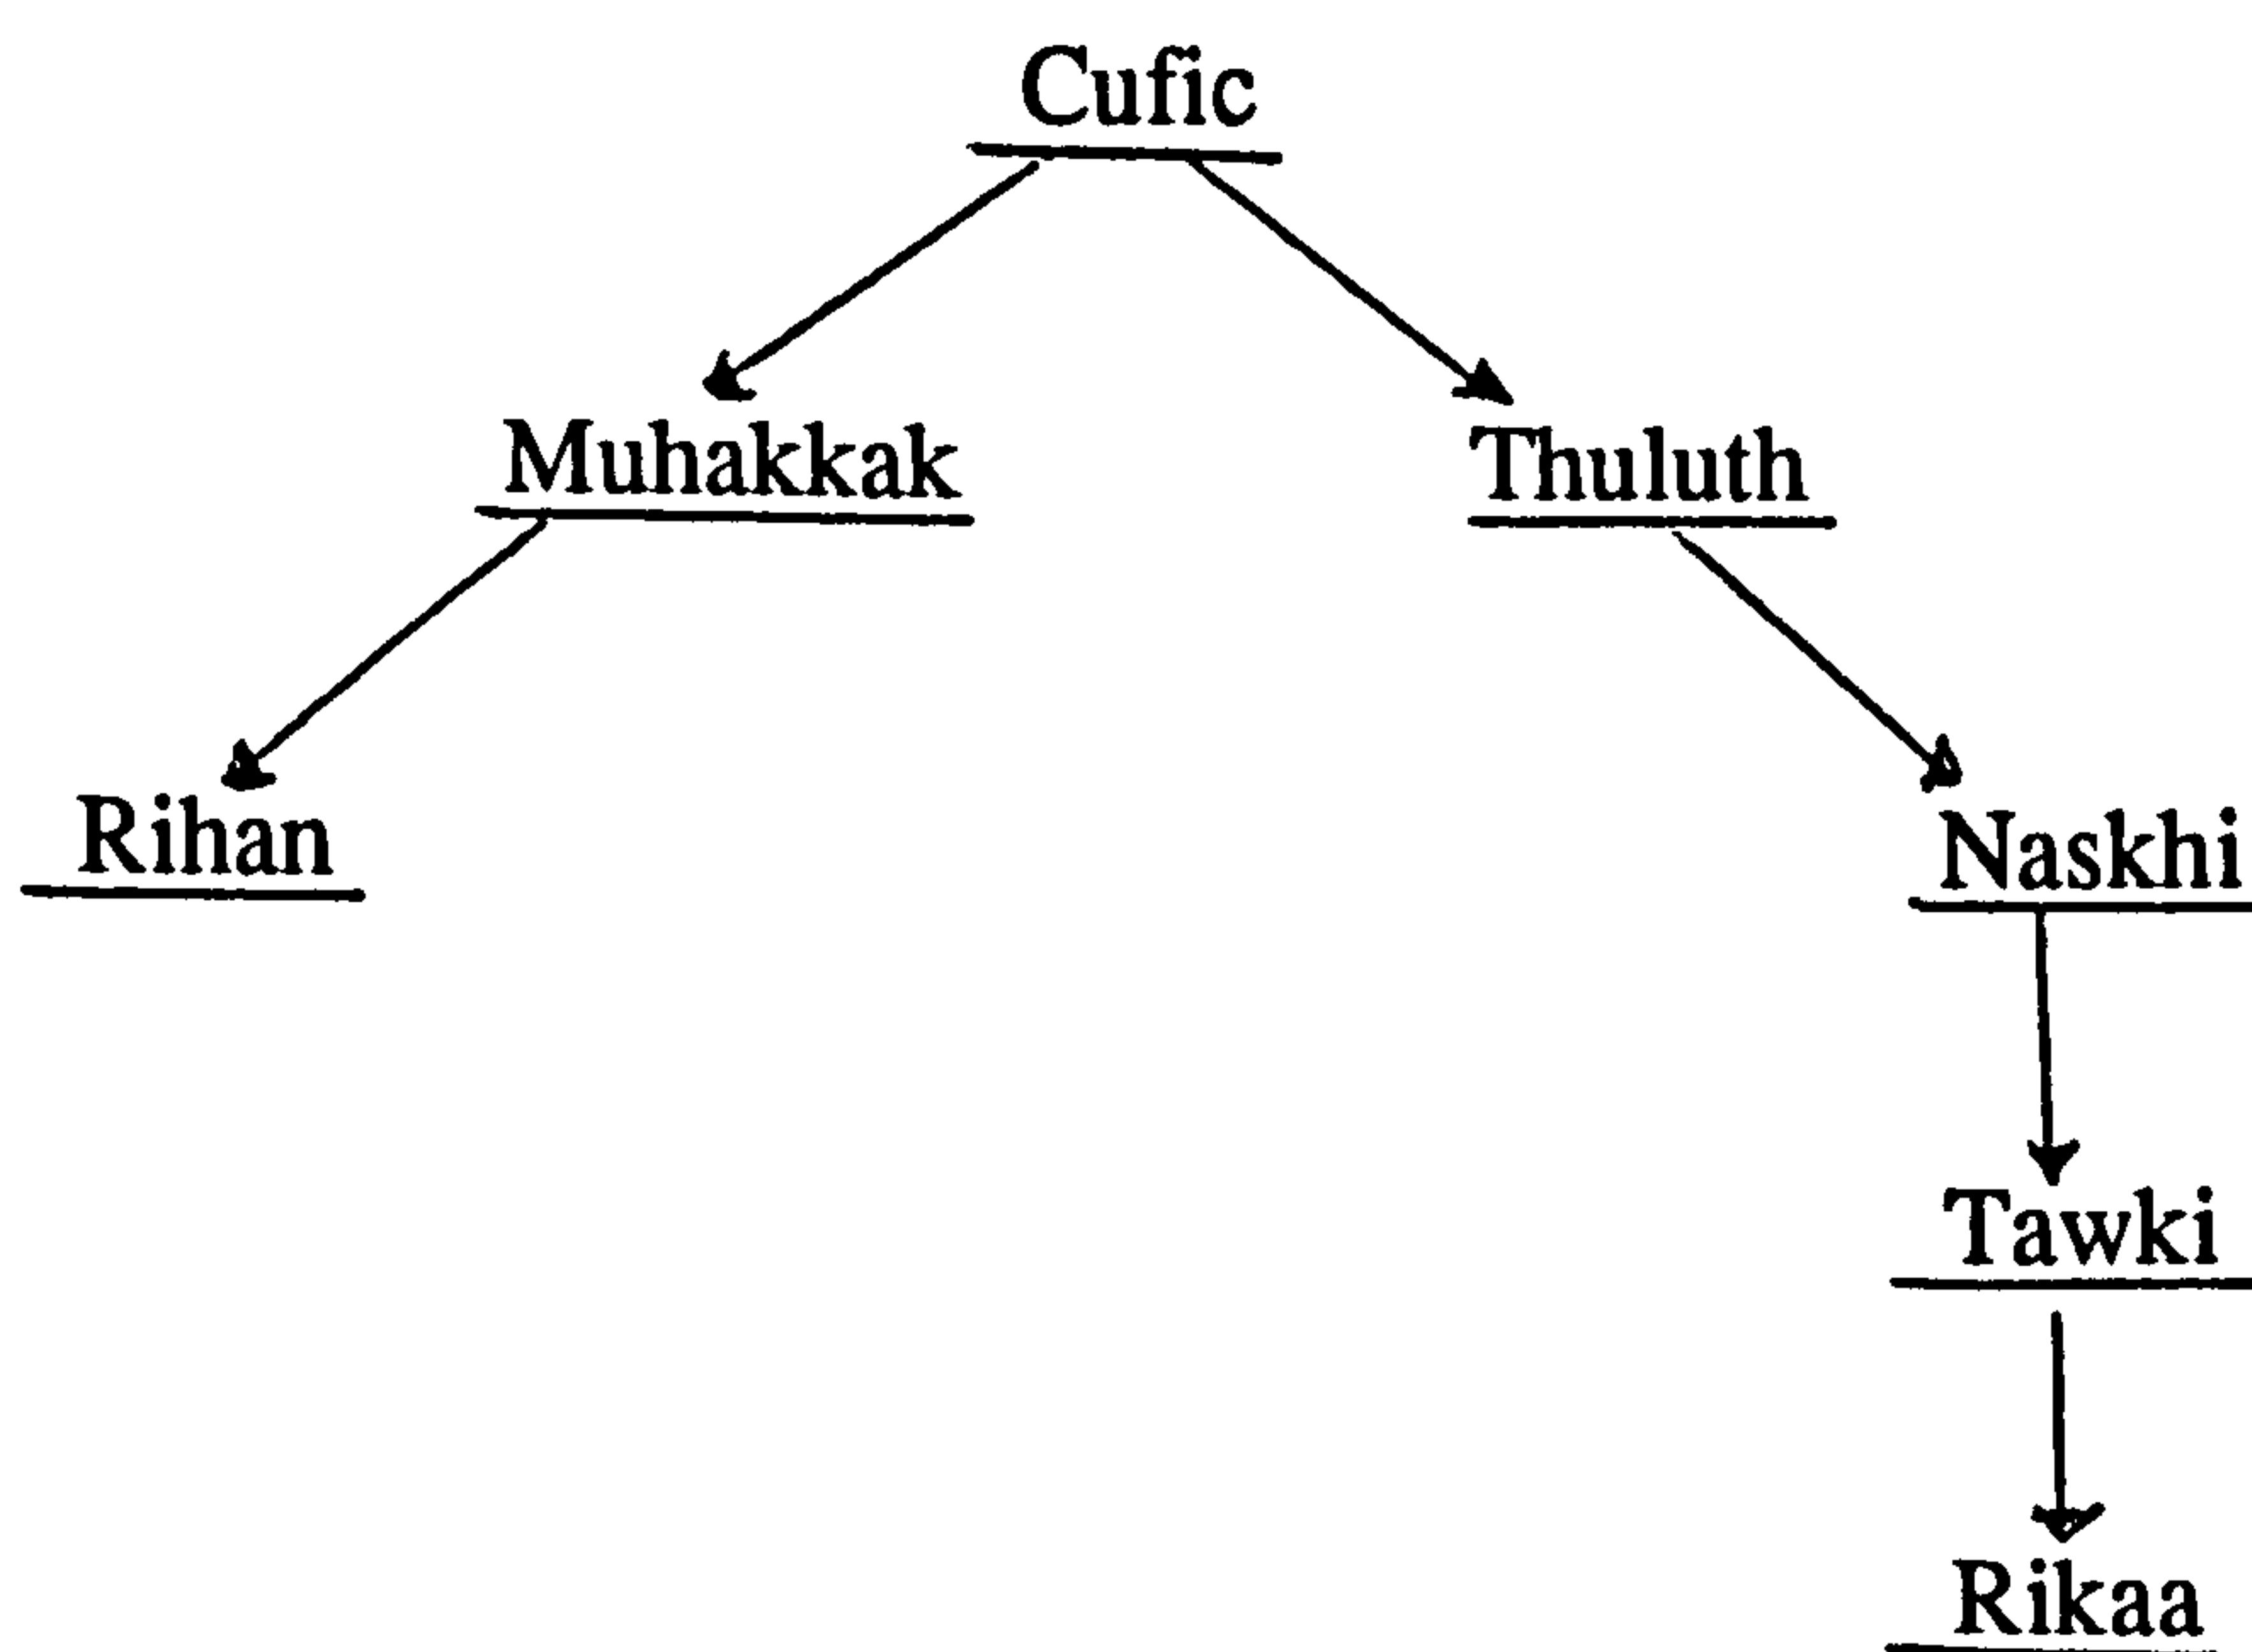 Cufic
Muhakkak Thuluth
Rihan Naskhi
Tawki
Rikaa